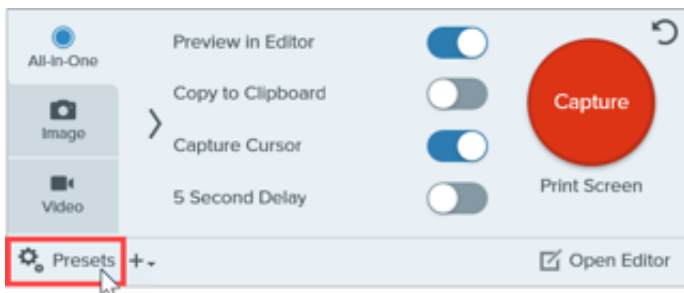 All-in-One
Image
Video
Preview in Editor
Copy to Clipboard
Capture Cursor
5 Second Delay
Capture
Print Screen
Presets
Open Editor